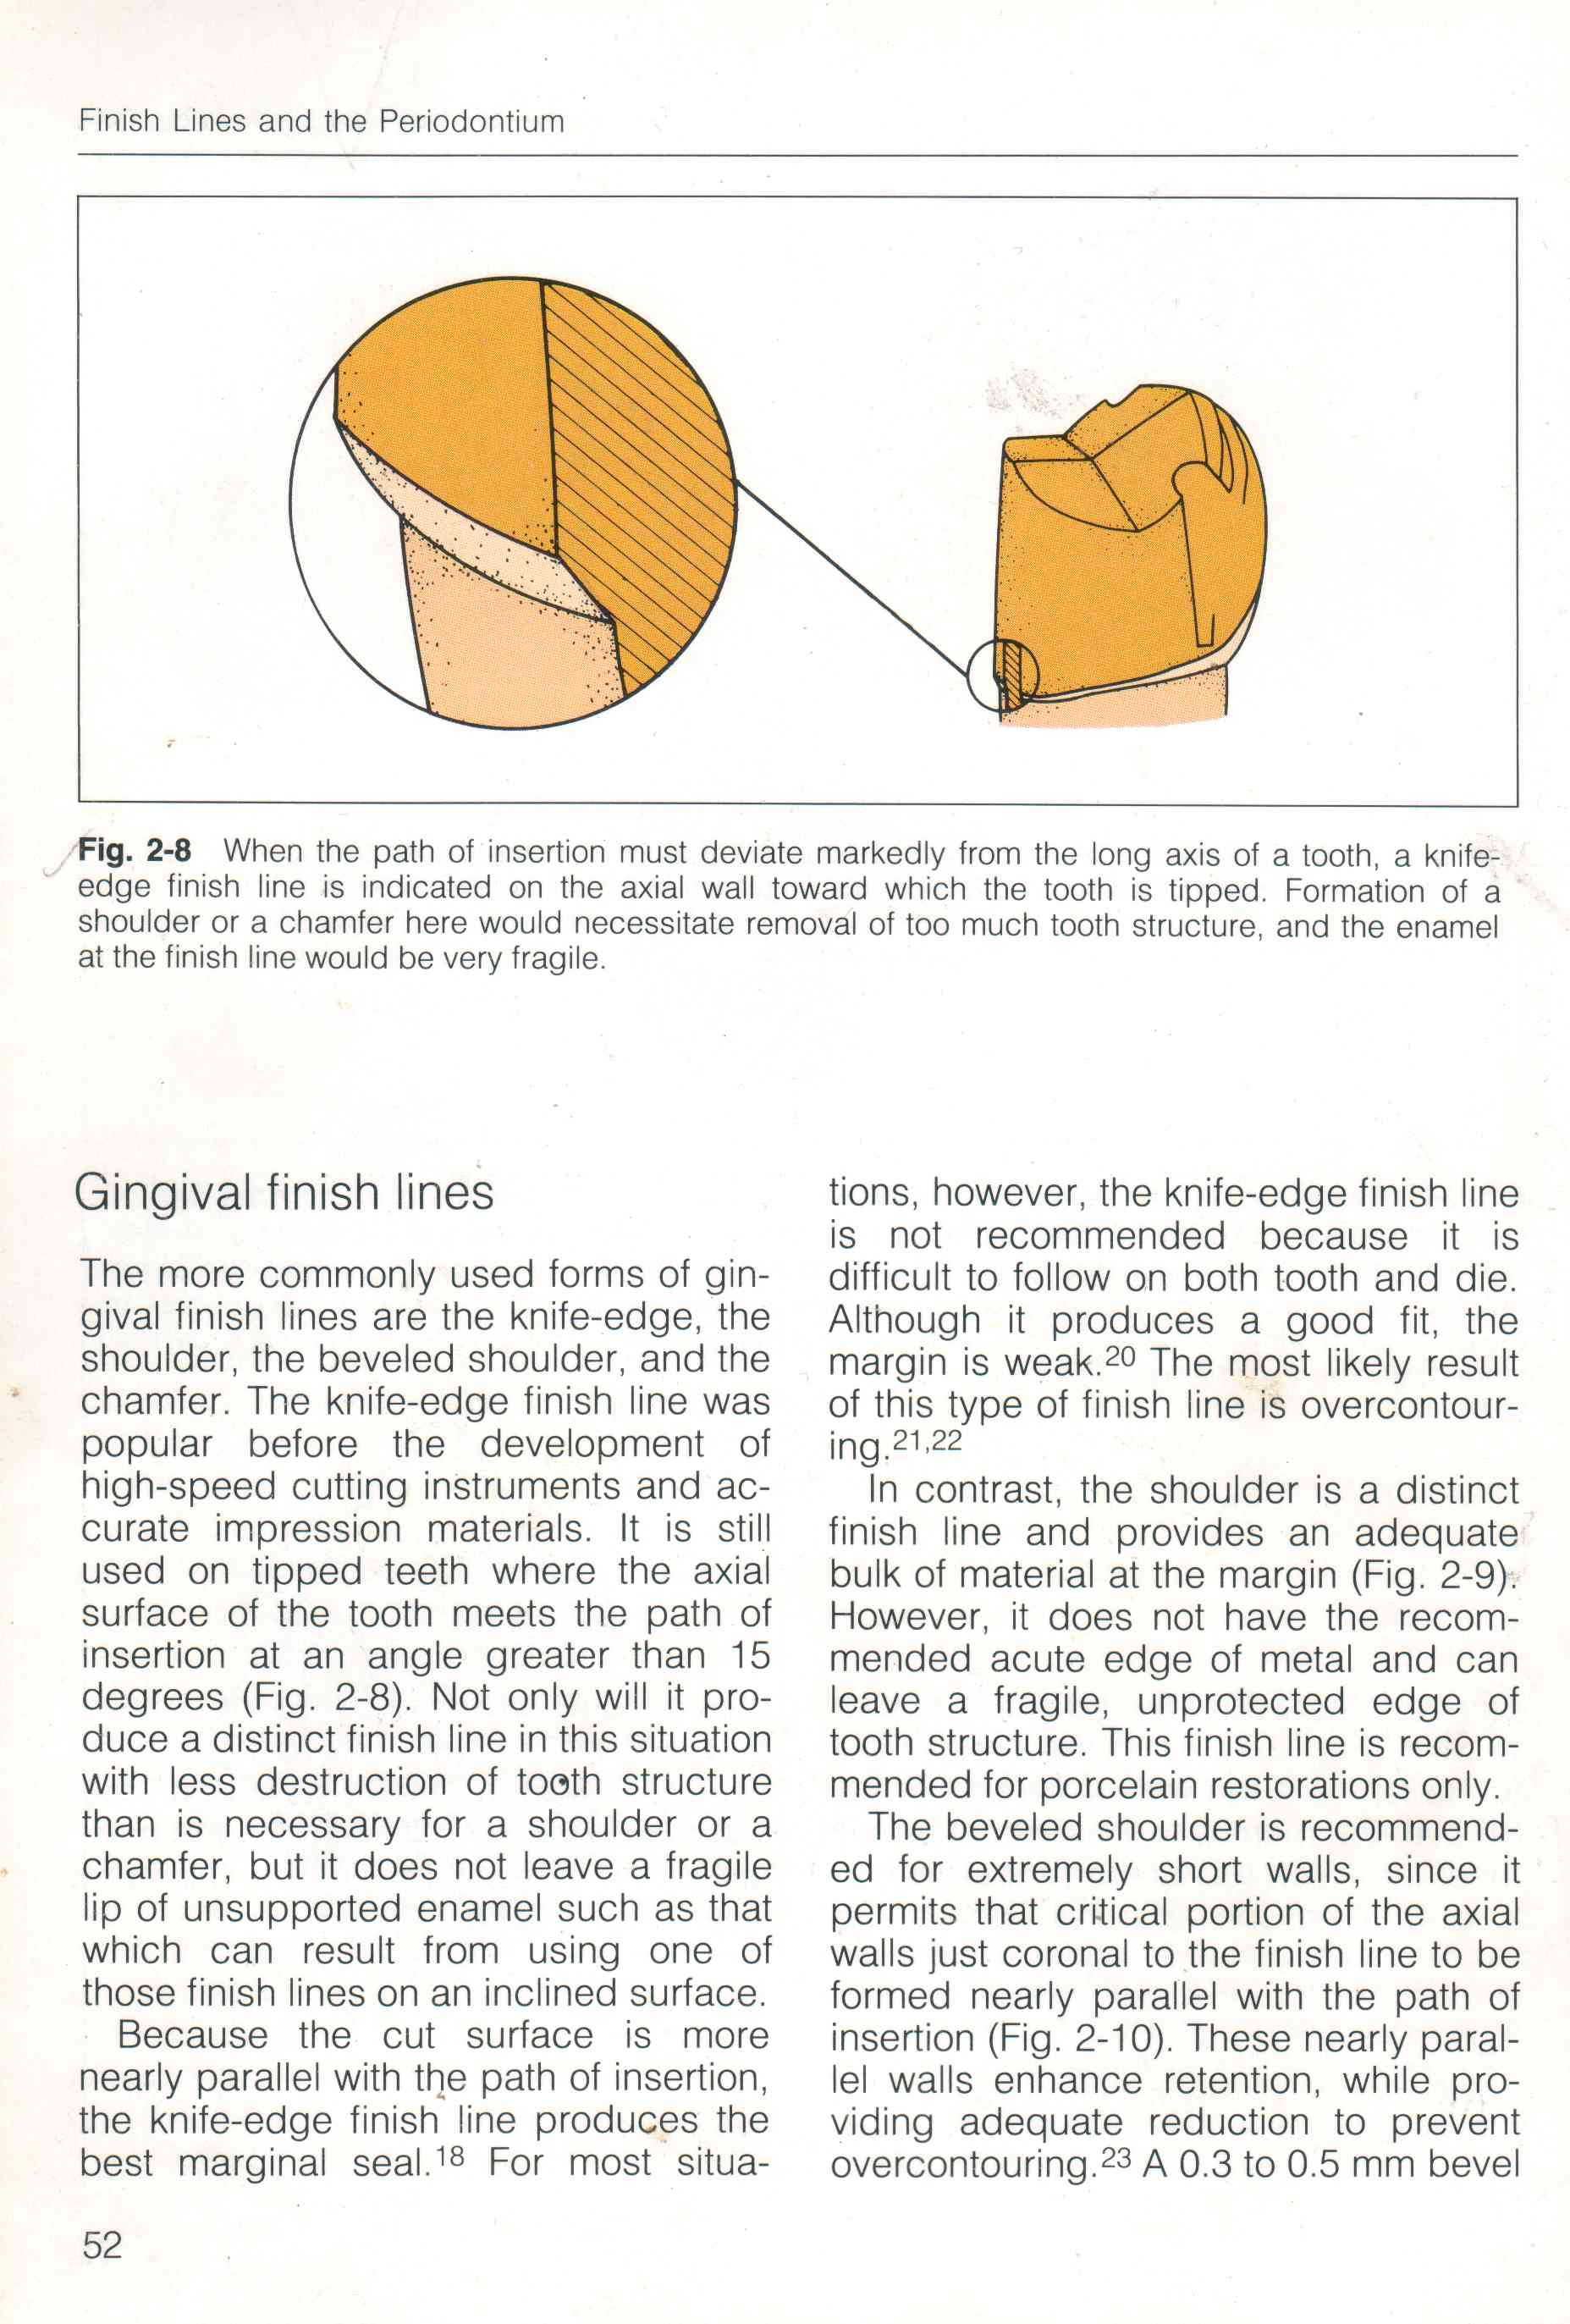 Finish Lines and the Periodontium
Fig. 2-8 When the path of insertion must deviate markedly from the long axis of a tooth, a knife-
edge finish line is indicated on the axial wall toward which the tooth is tipped. Formation of a
shoulder or a chamfer here would necessitate removal of too much tooth structure, and the enamel
at the finish line would be very fragile.
Gingival finish lines
The more commonly used forms of gin-
gival finish lines are the knife-edge, the
shoulder, the beveled shoulder, and the
chamfer. The knife-edge finish line was
popular before the development of
high-speed cutting instruments and ac-
curate impression materials. It is still
used on tipped teeth where the axial
surface of the tooth meets the path of
insertion at an angle greater than 15
degrees (Fig. 2-8). Not only will it pro-
duce a distinct finish line in this situation
with less destruction of tooth structure
than is necessary for a shoulder or a
chamfer, but it does not leave a fragile
lip of unsupported enamel such as that
which can result from using one of
those finish lines on an inclined surface.
Because the cut surface is more
nearly parallel with the path of insertion,
the knife-edge finish line produces the
best marginal seal.18 For most situa-
tions, however, the knife-edge finish line
is not recommended because it is
difficult to follow on both tooth and die.
Although it produces a good fit, the
margin is weak.20 The most likely result
of this type of finish line is overcontour-
ing.21,22
In contrast, the shoulder is a distinct
finish line and provides an adequate
bulk of material at the margin (Fig. 2-9).
However, it does not have the recom-
mended acute edge of metal and can
leave a fragile, unprotected edge of
tooth structure. This finish line is recom-
mended for porcelain restorations only.
The beveled shoulder is recommend-
ed for extremely short walls, since it
permits that critical portion of the axial
walls just coronal to the finish line to be
formed nearly parallel with the path of
insertion (Fig. 2-10). These nearly paral-
lel walls enhance retention, while pro-
viding adequate reduction to prevent
overcontouring.23 A 0.3 to 0.5 mm bevel
52